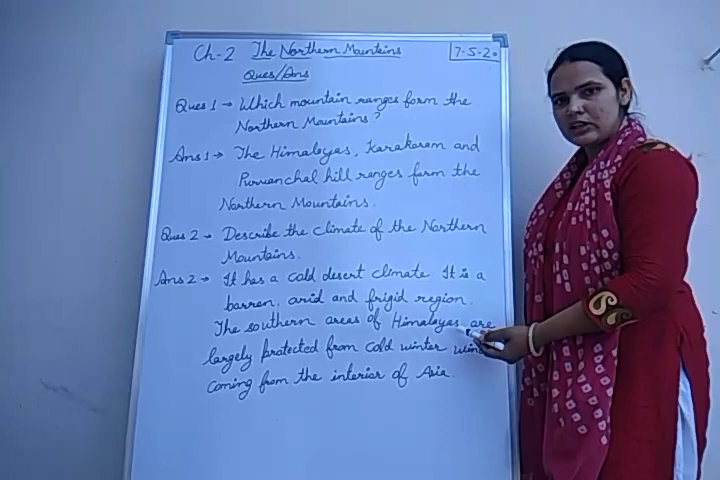 Ch-2 The Northern Mountains 7-5-20
Ques/Ans
Ques 1 → Which mountain ranges form the
Northern Mountains?
Ans 1 → The Himalayas, Karakoram and
Purvanchal hill ranges form the
Northern Mountains.
Ques 2 → Describe the climate of the Northern
Mountains.
Ans 2 → It has a cold desert climate It is a
barren, arid and frigid region.
The southern areas of Himalayas are
largely protected from cold winter
coming from the interior of Asia.